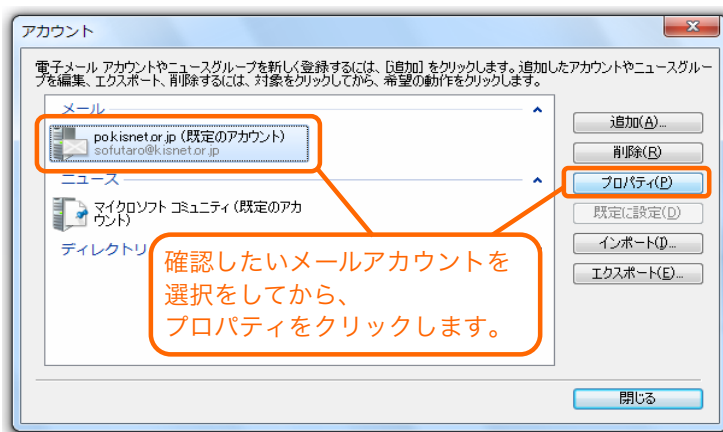 アカウント
電子メール アカウントやニュースグループを新しく登録するには、[追加] をクリックします。追加したアカウントやニュースグルー
プを編集、エクスポート、削除するには、対象をクリックしてから、希望の動作をクリックします。
メール
po.kisnet.or.jp (既定のアカウント)
sofutaro@kisnet.or.jp
ニュース
マイクロソフト コミュニティ (既定のアカ
ウント)
ディレクトリ
追加(A)...
削除(R)
プロパティ(P)
既定に設定(D)
インポート(I)...
エクスポート(E)...
確認したいメールアカウントを
選択をしてから、
プロパティをクリックします。
閉じる